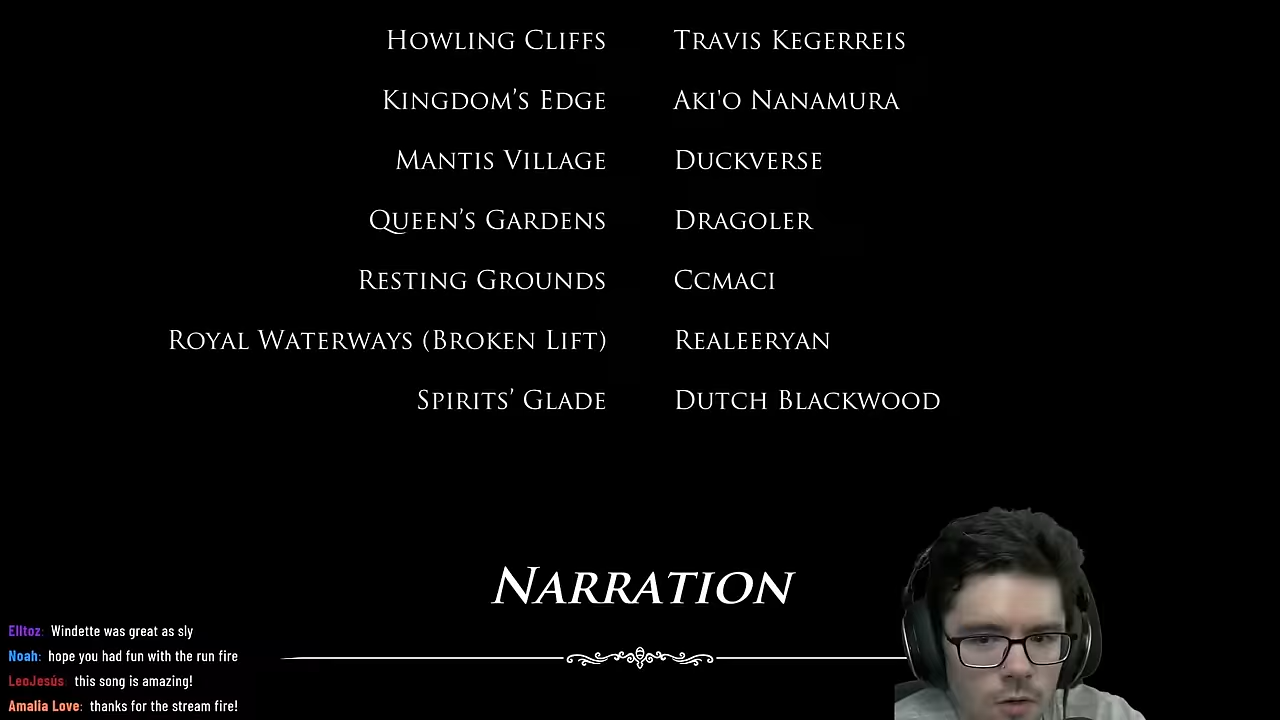 Howling Cliffs Travis Kegerreis
Kingdom's Edge Aki'o Nanamura
Mantis Village Duckverse
Queen's Gardens Dragoler
Resting Grounds Ccmaci
Royal Waterways (Broken Lift) Realeeryan
Spirits' Glade Dutch Blackwood
Narration
Elltoz: Windette was great as sly
Noah: hope you had fun with the run fire
LeoJesús: this song is amazing!
Amalia Love: thanks for the stream fire!